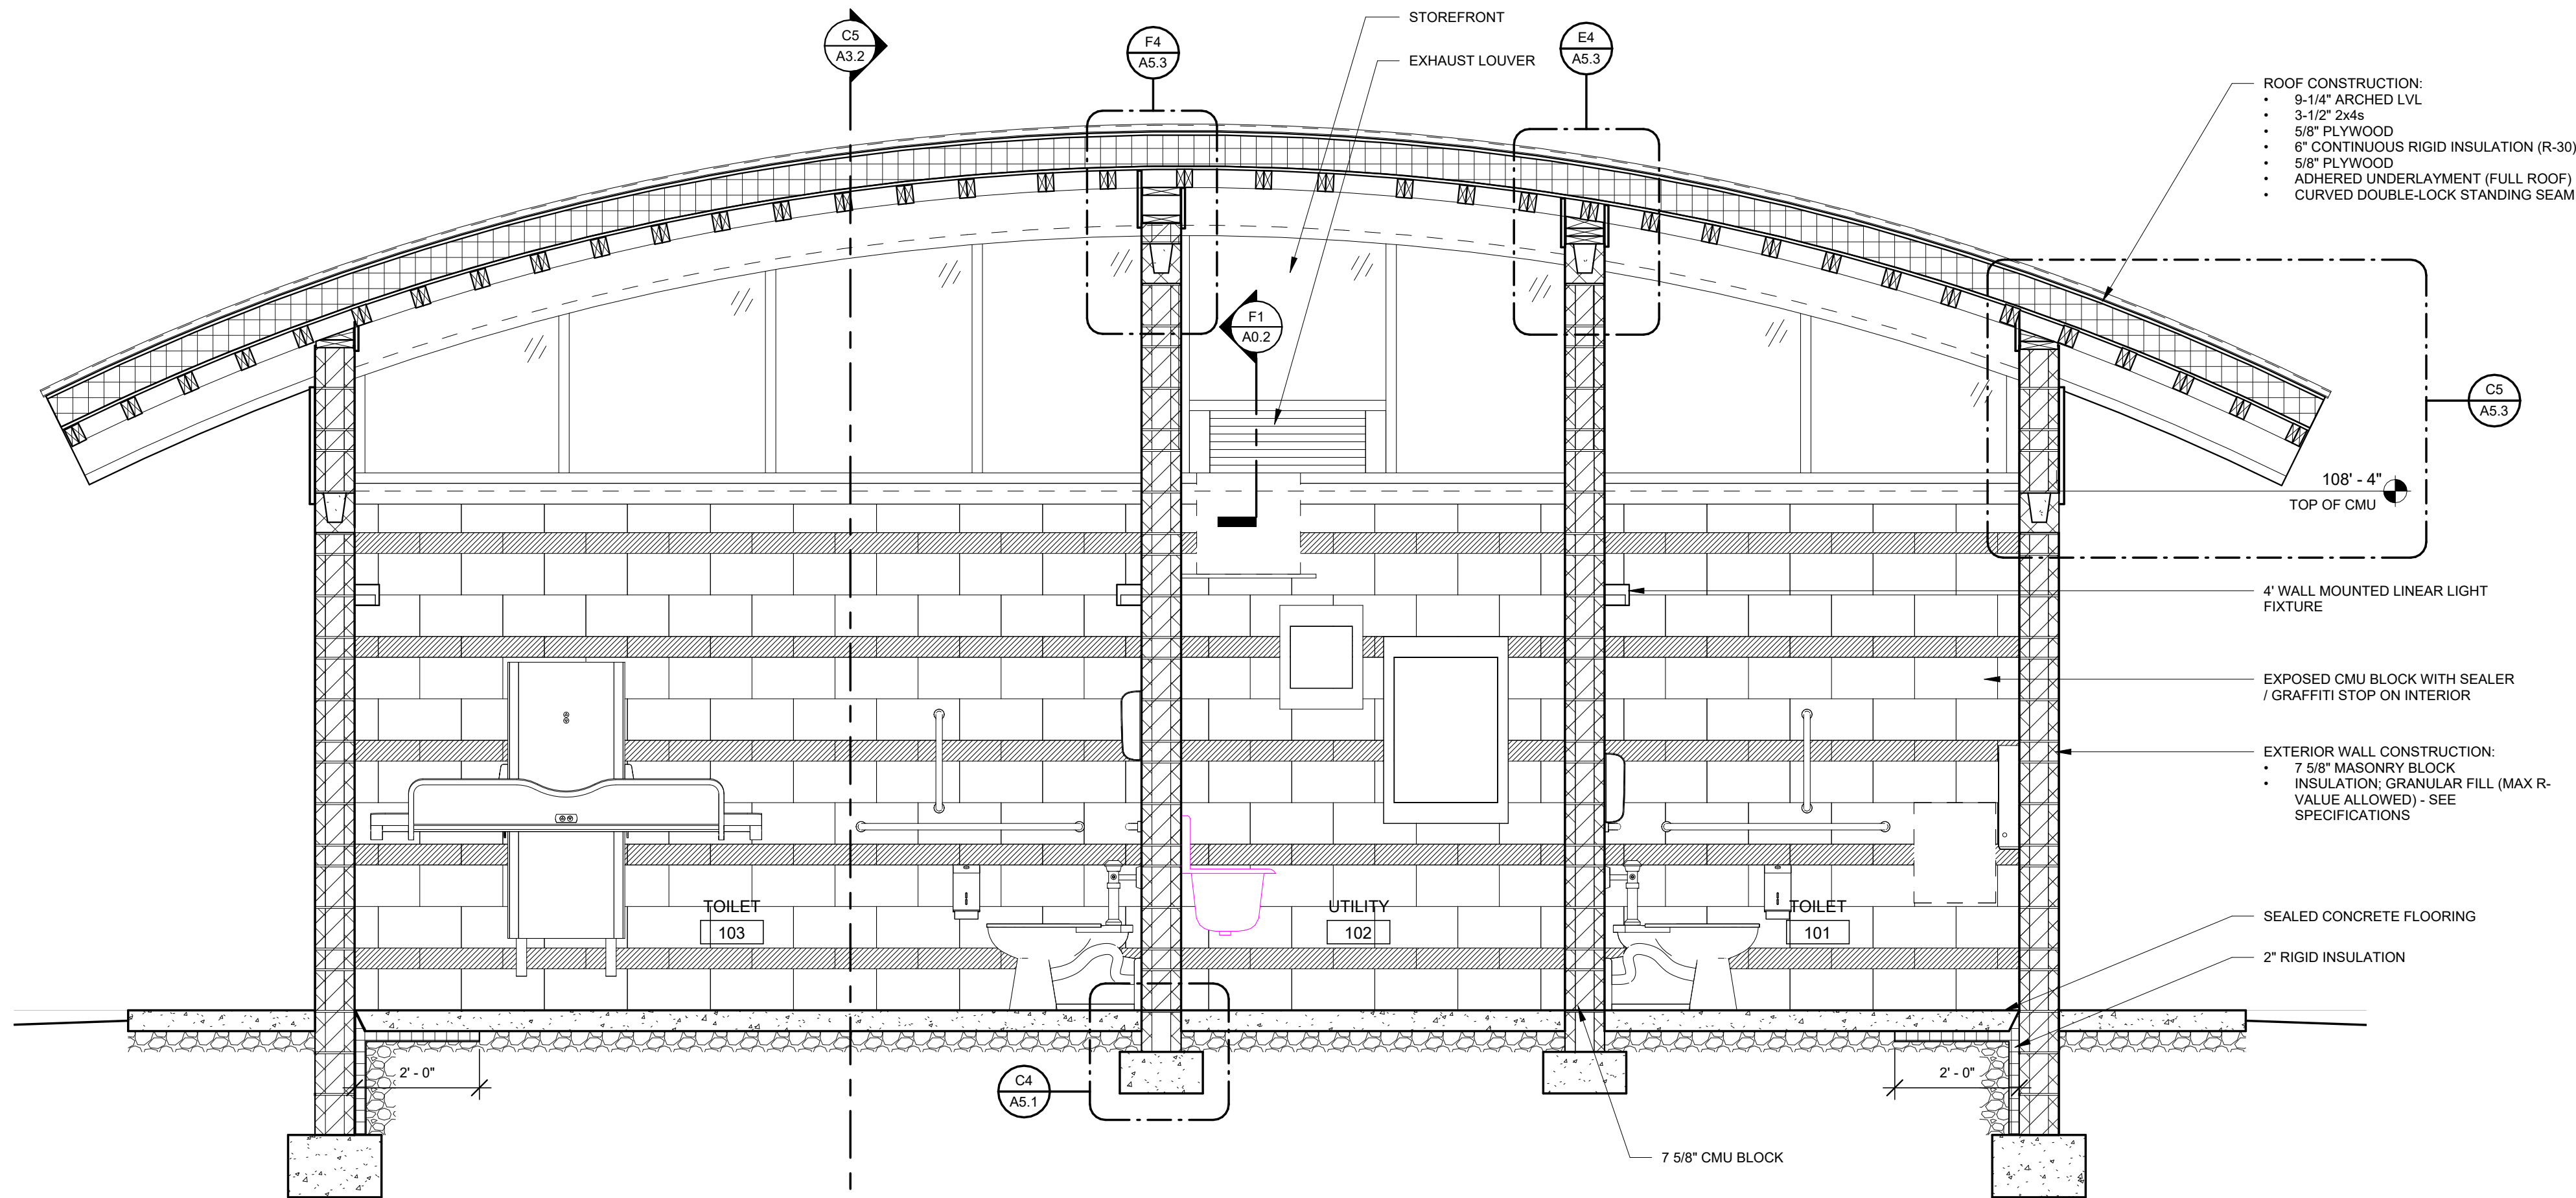 C5
A3.2
F4
A5.3
STOREFRONT
EXHAUST LOUVER
E4
A5.3
ROOF CONSTRUCTION:
• 9-1/4" ARCHED LVL
• 3-1/2" 2x4s
• 5/8" PLYWOOD
• 6" CONTINUOUS RIGID INSULATION (R-30)
• 5/8" PLYWOOD
• ADHERED UNDERLAYMENT (FULL ROOF)
• CURVED DOUBLE-LOCK STANDING SEAM
F1
A0.2
C5
A5.3
108' - 4"
TOP OF CMU
4' WALL MOUNTED LINEAR LIGHT
FIXTURE
EXPOSED CMU BLOCK WITH SEALER
/ GRAFFITI STOP ON INTERIOR
EXTERIOR WALL CONSTRUCTION:
• 7 5/8" MASONRY BLOCK
• INSULATION; GRANULAR FILL (MAX R-
VALUE ALLOWED) - SEE
SPECIFICATIONS
TOILET
103
UTILITY
102
TOILET
101
SEALED CONCRETE FLOORING
2" RIGID INSULATION
2' - 0"
2' - 0"
C4
A5.1
7 5/8" CMU BLOCK